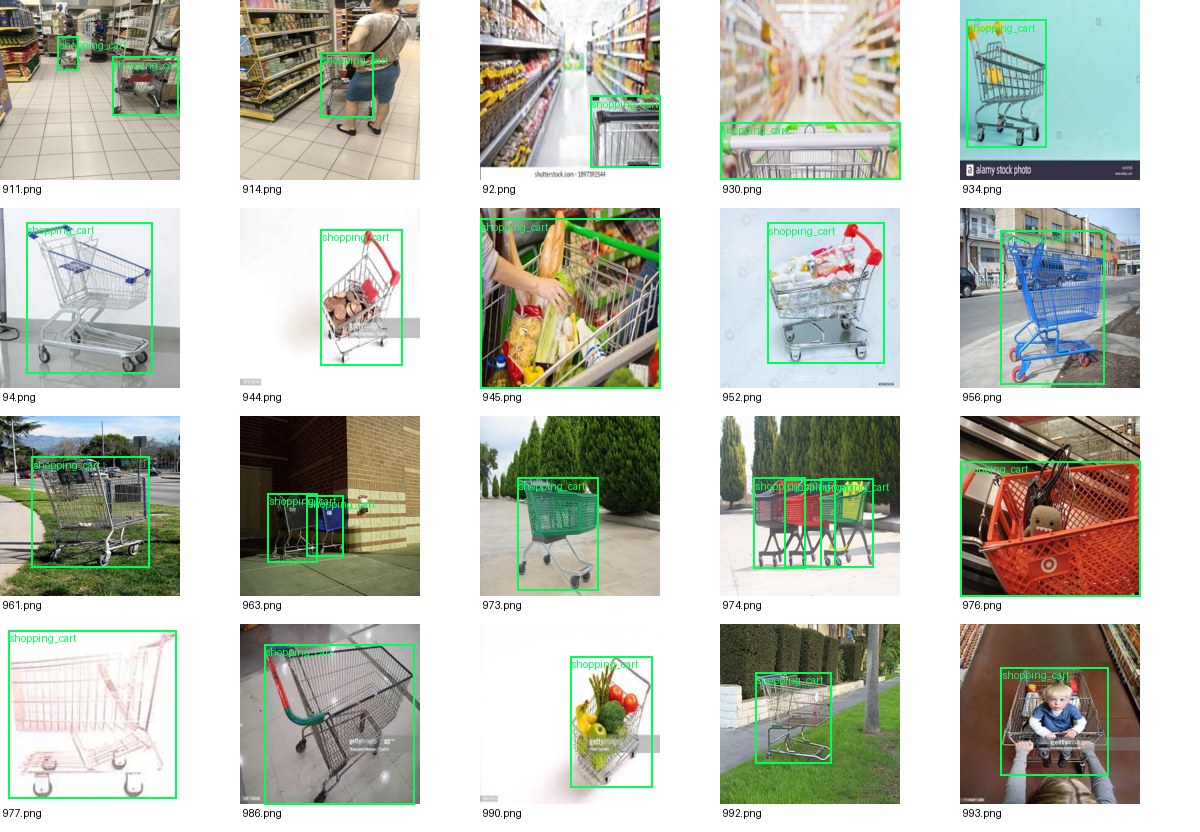 shopping_cart
shopping_cart
shopping_cart
shopping_cart
shopping_cart
shopping_cart
shutterstock.com · 1897392544
a alamy stock photo
911.png
914.png
92.png
930.png
934.png
shopping_cart
shopping_cart
shopping_cart
shopping_cart
shopping_cart
94.png
944.png
945.png
952.png
956.png
shopping_cart
shopping_cart
shopping_cart
shopping_cart
shopping_cart
shopping_cart
961.png
963.png
973.png
974.png
976.png
shopping_cart
shopping_cart
shopping_cart
shopping_cart
shopping_cart
gettyimages
gettyimages
gettyimages
977.png
986.png
990.png
992.png
993.png